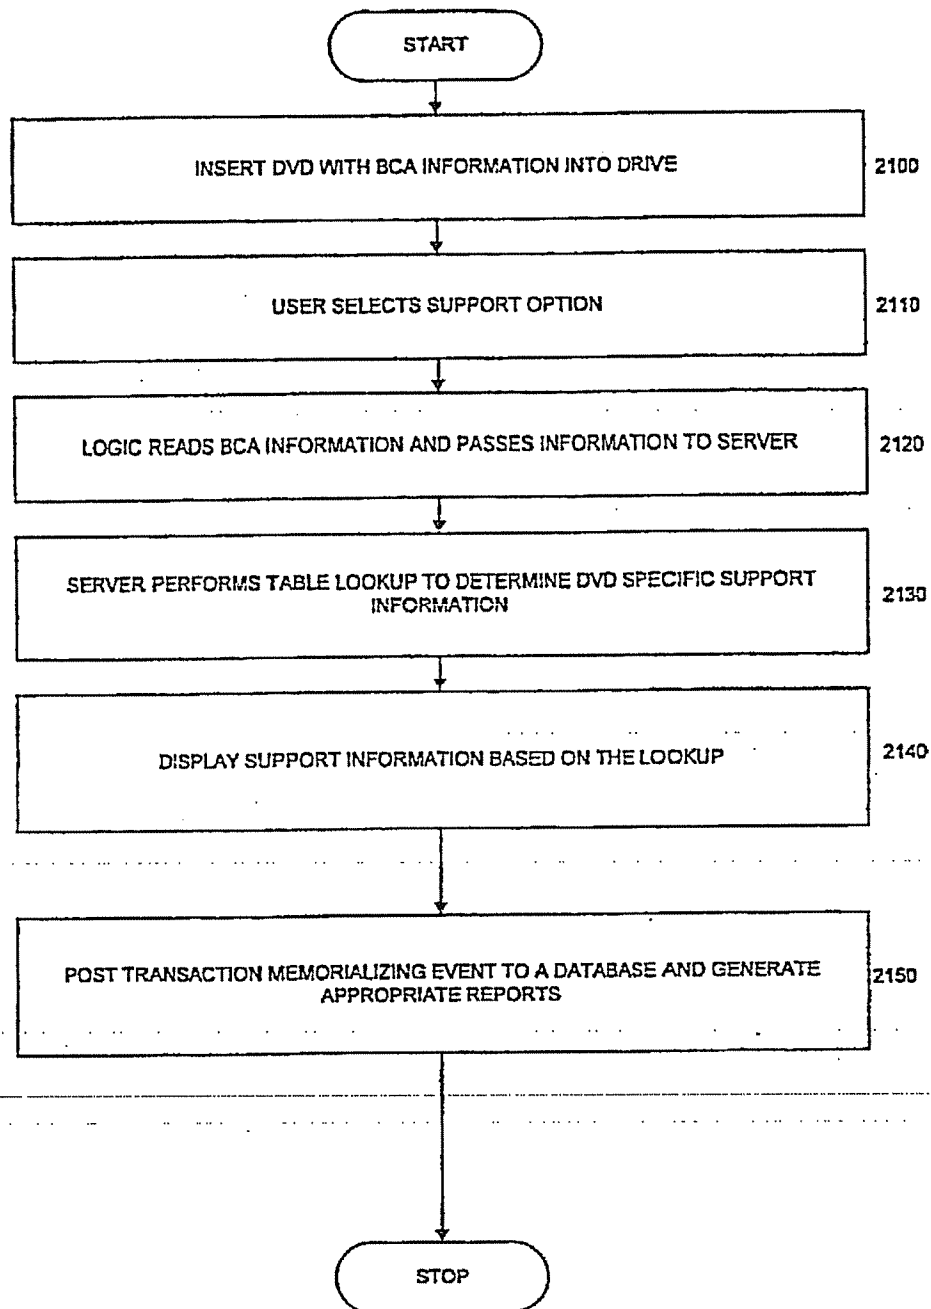 START
INSERT DVD WITH BCA INFORMATION INTO DRIVE
2100
USER SELECTS SUPPORT OPTION
2110
LOGIC READS BCA INFORMATION AND PASSES INFORMATION TO SERVER
2120
SERVER PERFORMS TABLE LOOKUP TO DETERMINE DVD SPECIFIC SUPPORT
INFORMATION
2130
DISPLAY SUPPORT INFORMATION BASED ON THE LOOKUP
2140
POST TRANSACTION MEMORIALIZING EVENT TO A DATABASE AND GENERATE
APPROPRIATE REPORTS
2150
STOP